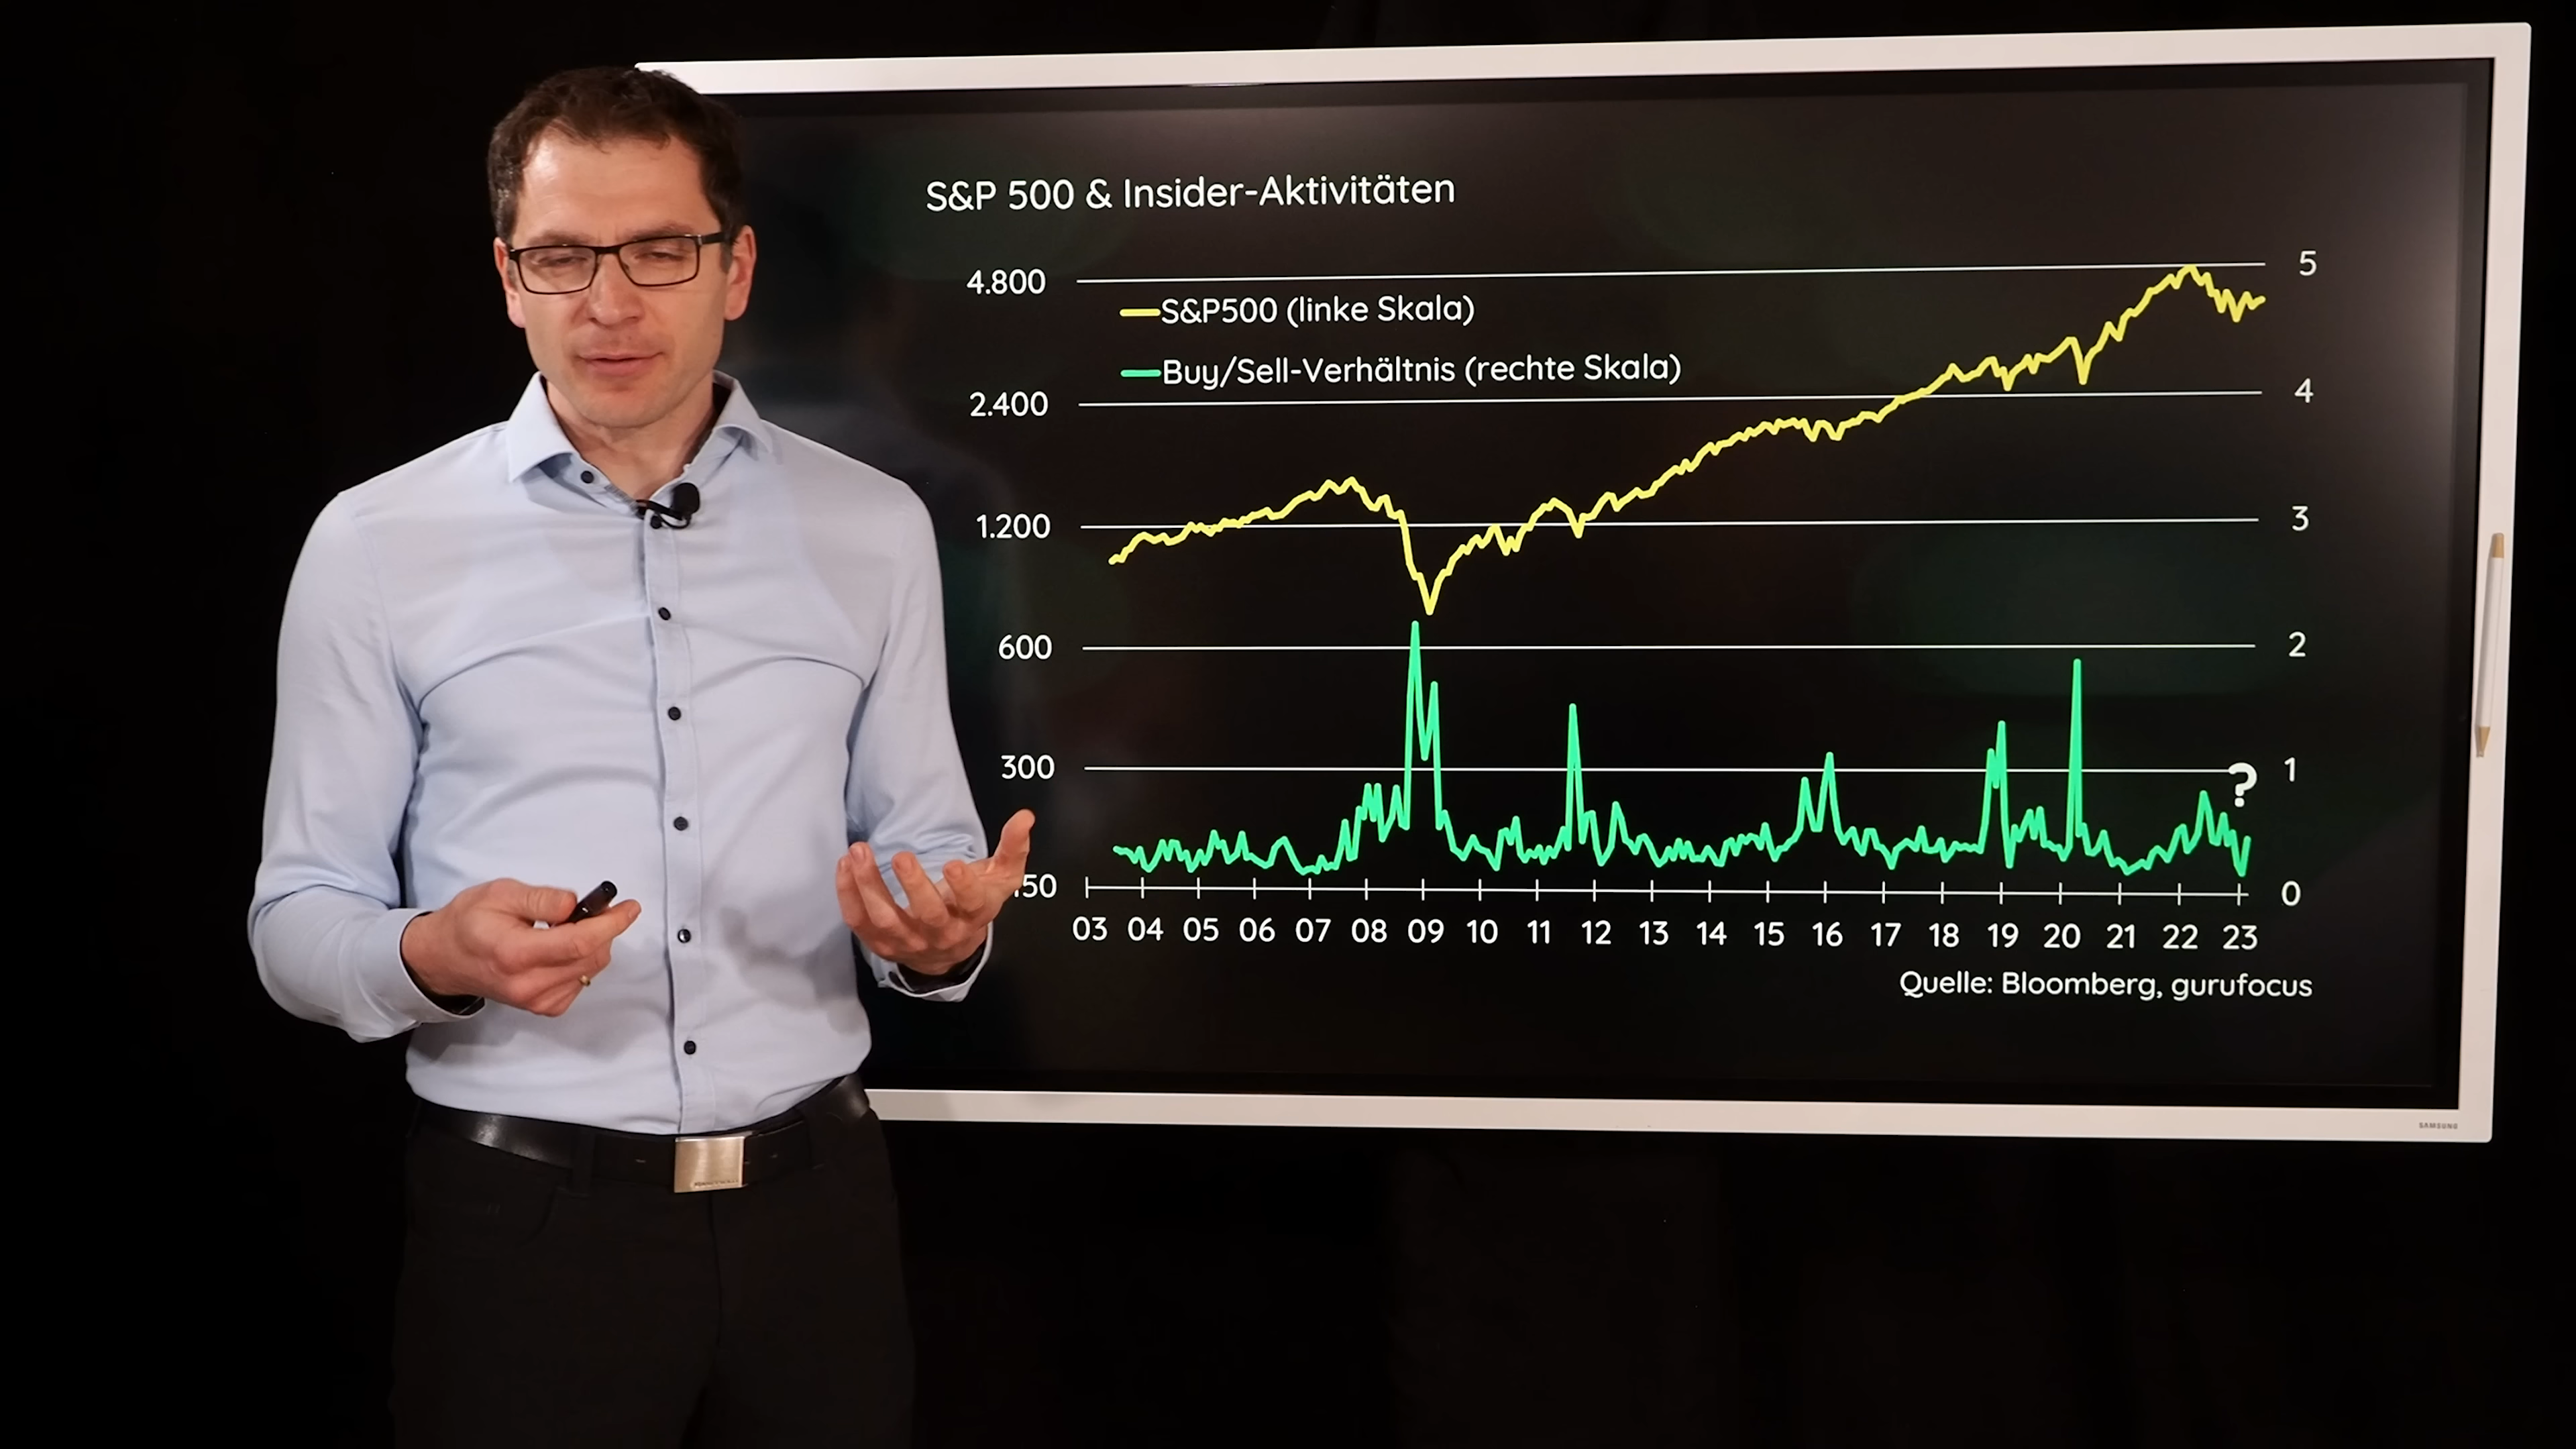 S&P 500 & Insider-Aktivitäten
4.800
5
S&P500 (linke Skala)
Buy/Sell-Verhältnis (rechte Skala)
2.400
4
1.200
3
600
2
300
1
?
50
0
03 04 05 06 07 08 09 10 11 12 13 14 15 16 17 18 19 20 21 22 23
Quelle: Bloomberg, gurufocus
SAMSUNG